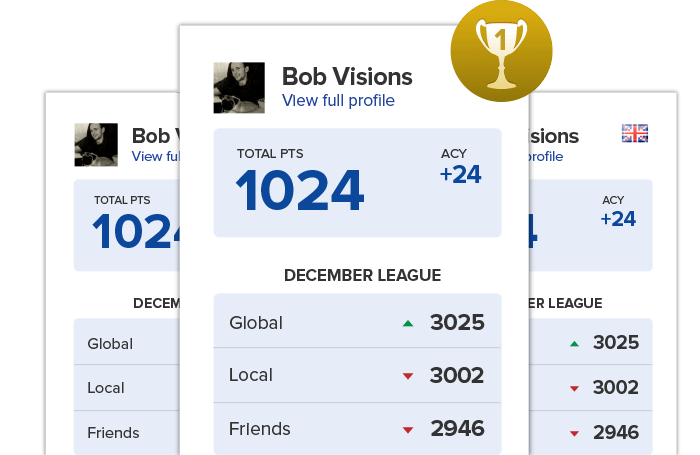 1
Bob Visions
View full profile
TOTAL PTS
ACY
1024
+24
DECEMBER LEAGUE
Global 3025
Local 3002
Friends 2946
Bob V
View ful
TOTAL PTS
1024
DECEM
Global
Local
Friends
isions
profile
ACY
4
+24
ER LEAGUE
3025
3002
2946